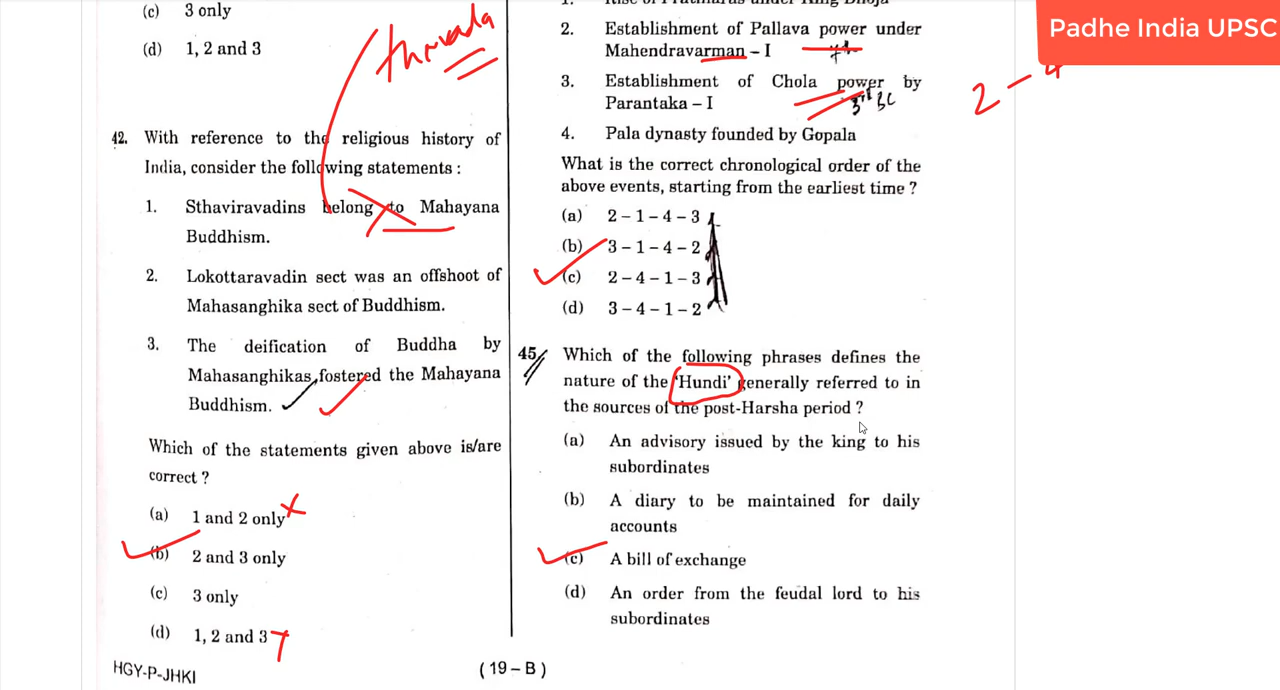 Padhe India UPSC
(c) 3 only
(d) 1, 2 and 3
thravada
42. With reference to the religious history of
India, consider the following statements :
1. Sthaviravadins belong to Mahayana
Buddhism.
2. Lokottaravadin sect was an offshoot of
Mahasanghika sect of Buddhism.
3. The deification of Buddha by
Mahasanghikas fostered the Mahayana
Buddhism.
Which of the statements given above is/are
correct ?
(a) 1 and 2 only
(b) 2 and 3 only
(c) 3 only
(d) 1, 2 and 3
HGY-P-JHKI
2. Establishment of Pallava power under
Mahendravarman – I
3. Establishment of Chola power by
Parantaka – I
3rd BC
2 – 4
4. Pala dynasty founded by Gopala
What is the correct chronological order of the
above events, starting from the earliest time ?
(a) 2 – 1 – 4 – 3
(b) 3 – 1 – 4 – 2
(c) 2 – 4 – 1 – 3
(d) 3 – 4 – 1 – 2
45. Which of the following phrases defines the
nature of the 'Hundi' generally referred to in
the sources of the post-Harsha period ?
(a) An advisory issued by the king to his
subordinates
(b) A diary to be maintained for daily
accounts
(c) A bill of exchange
(d) An order from the feudal lord to his
subordinates
( 19 – B )